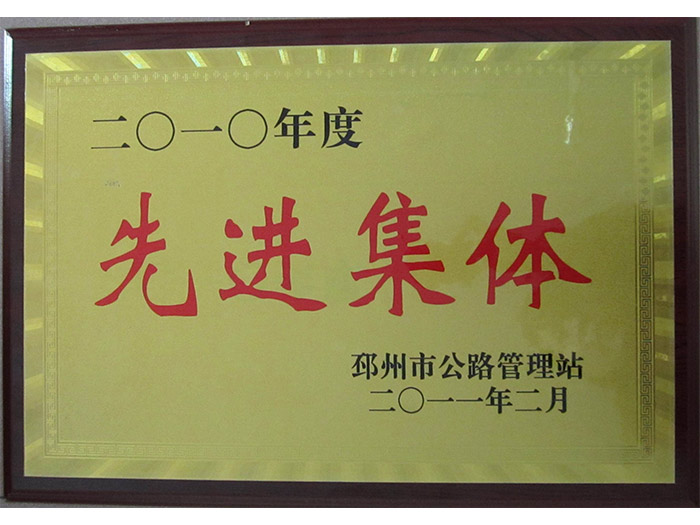 二〇一〇年度
先进集体
邳州市公路管理站
二〇一一年二月